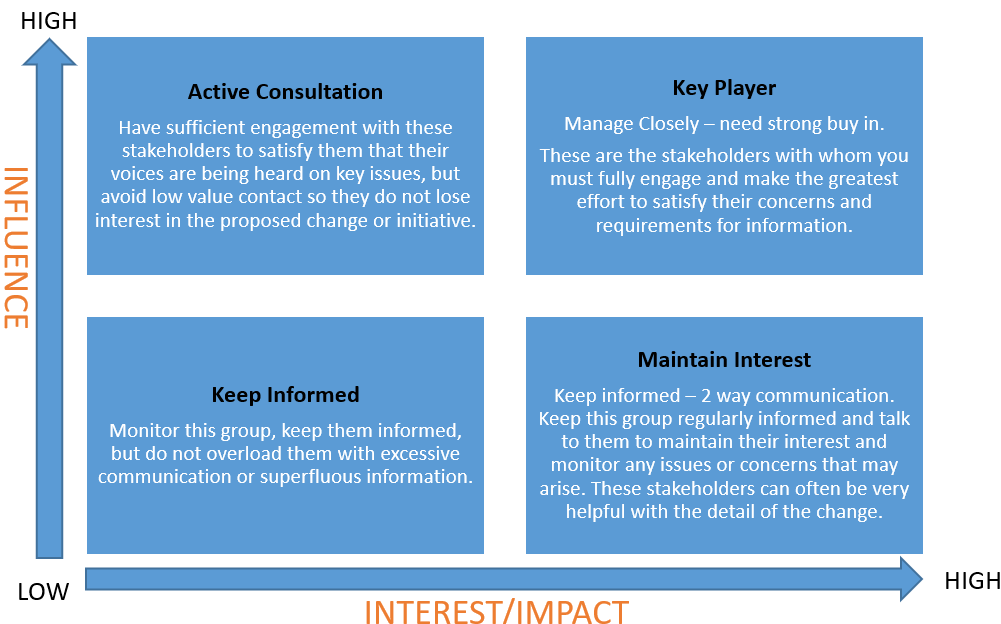 HIGH
Active Consultation
Have sufficient engagement with these
stakeholders to satisfy them that their
voices are being heard on key issues, but
avoid low value contact so they do not lose
interest in the proposed change or initiative.
Key Player
Manage Closely – need strong buy in.
These are the stakeholders with whom you
must fully engage and make the greatest
effort to satisfy their concerns and
requirements for information.
INFLUENCE
Keep Informed
Monitor this group, keep them informed,
but do not overload them with excessive
communication or superfluous information.
Maintain Interest
Keep informed – 2 way communication.
Keep this group regularly informed and talk
to them to maintain their interest and
monitor any issues or concerns that may
arise. These stakeholders can often be very
helpful with the detail of the change.
LOW
HIGH
INTEREST/IMPACT